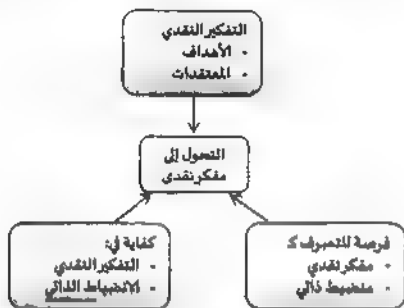 التفكير النقدي
- الأهداف
- المعتقدات
التحول إلى
مفكر نقدي
فرصة للتصرف كـ
- مفكر نقدي
- منضبط ذاتي
كفاية في:
- التفكير النقدي
- الانضباط الذاتي